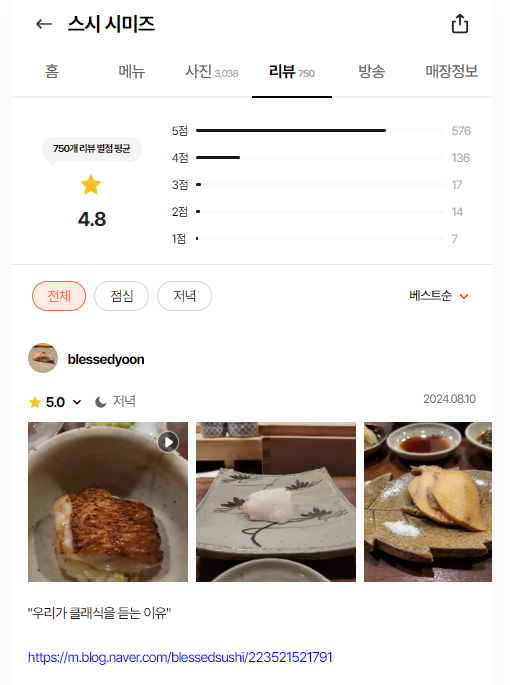 스시 시미즈
홈 메뉴 사진 3,038 리뷰 750 방송 매장정보
750개 리뷰 별점 평균
4.8
5점 576
4점 136
3점 17
2점 14
1점 7
전체 점심 저녁 베스트순
blessedyoon
5.0 저녁 2024.08.10
"우리가 클래식을 듣는 이유"
https://m.blog.naver.com/blessedsushi/223521521791